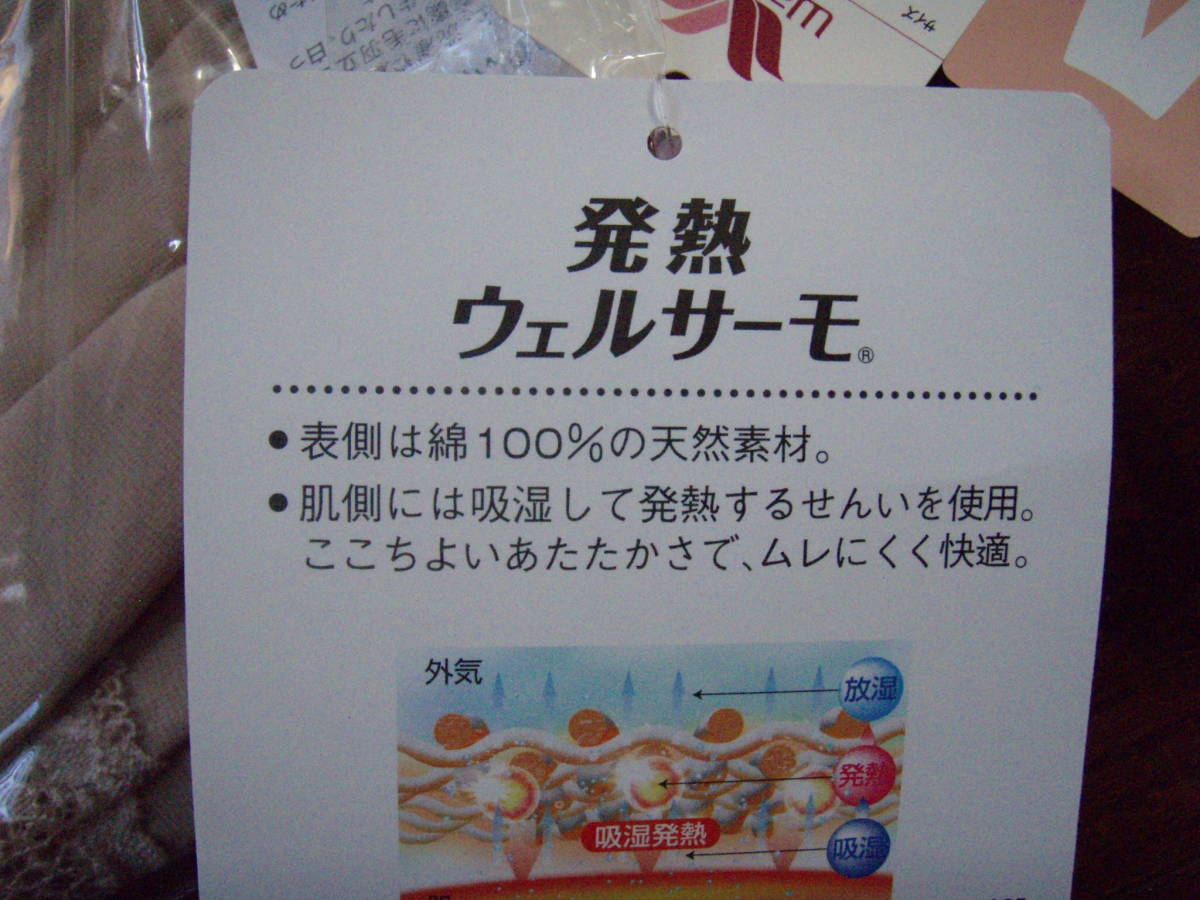 サイズ
発熱
ウェルサーモ®
●表側は綿100%の天然素材。
●肌側には吸湿して発熱するせんいを使用。
ここちよいあたたかさで、ムレにくく快適。
外気
放湿
発熱
吸湿発熱
吸湿